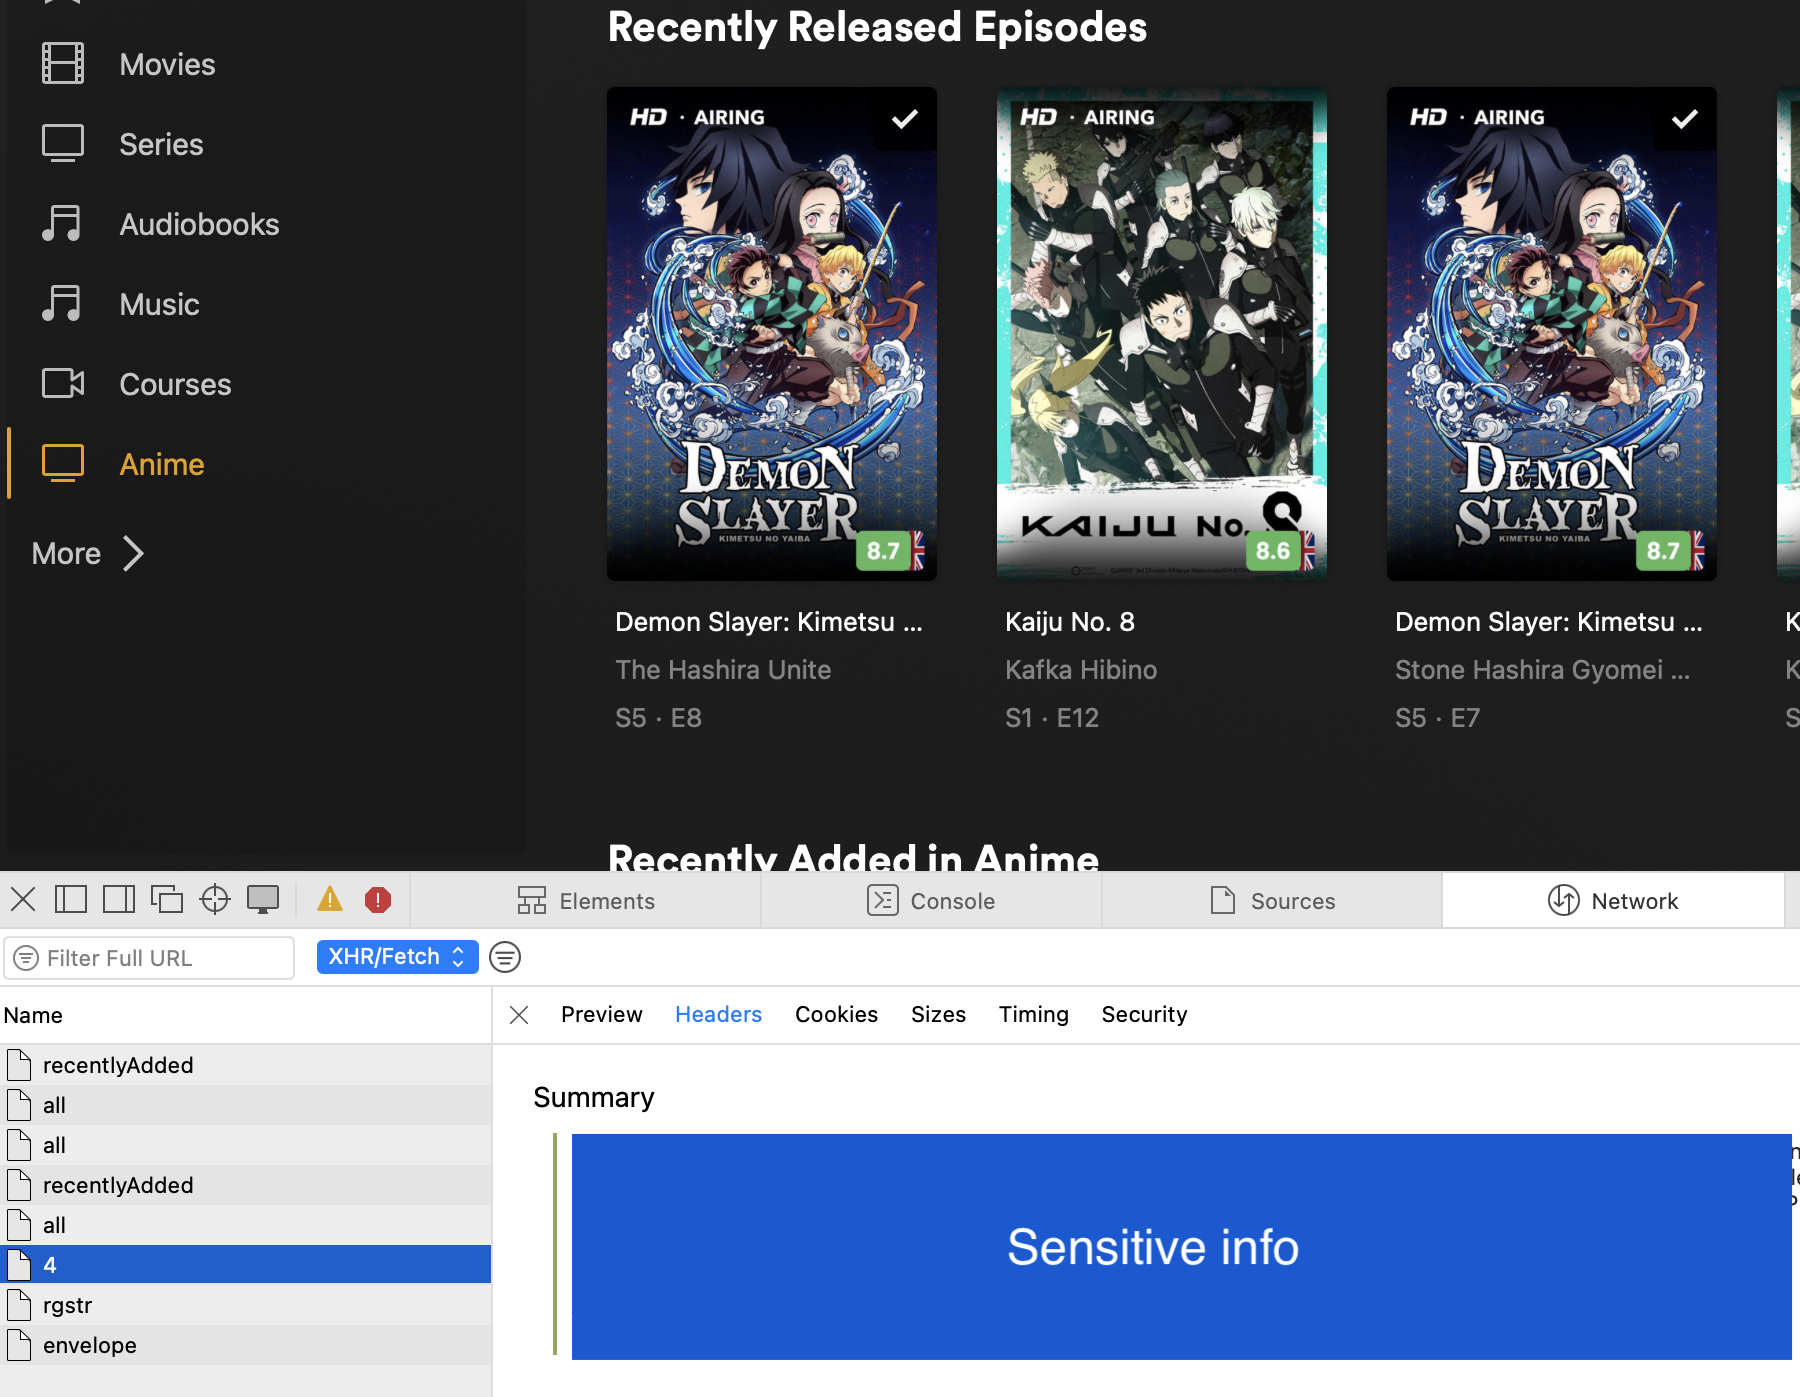 Movies
Series
Audiobooks
Music
Courses
Anime
More
Recently Released Episodes
HD · AIRING
DEMON
SLAYER
KIMETSU NO YAIBA
8.7
Demon Slayer: Kimetsu ...
The Hashira Unite
S5 · E8
HD · AIRING
KAIJU No. 8
8.6
Kaiju No. 8
Kafka Hibino
S1 · E12
HD · AIRING
DEMON
SLAYER
KIMETSU NO YAIBA
8.7
Demon Slayer: Kimetsu ...
Stone Hashira Gyomei ...
S5 · E7
K
K
S
Recently Added in Anime
Elements
Console
Sources
Network
Filter Full URL
XHR/Fetch
Name
Preview
Headers
Cookies
Sizes
Timing
Security
recentlyAdded
all
all
recentlyAdded
all
4
rgstr
envelope
Summary
Sensitive info